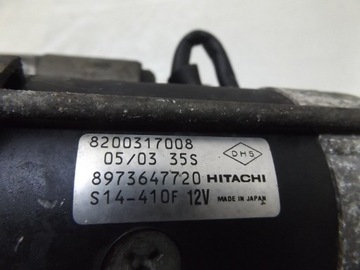 8200317008
05/03 35S
DHS
8973647720 HITACHI
S14-410F 12V MADE IN JAPAN